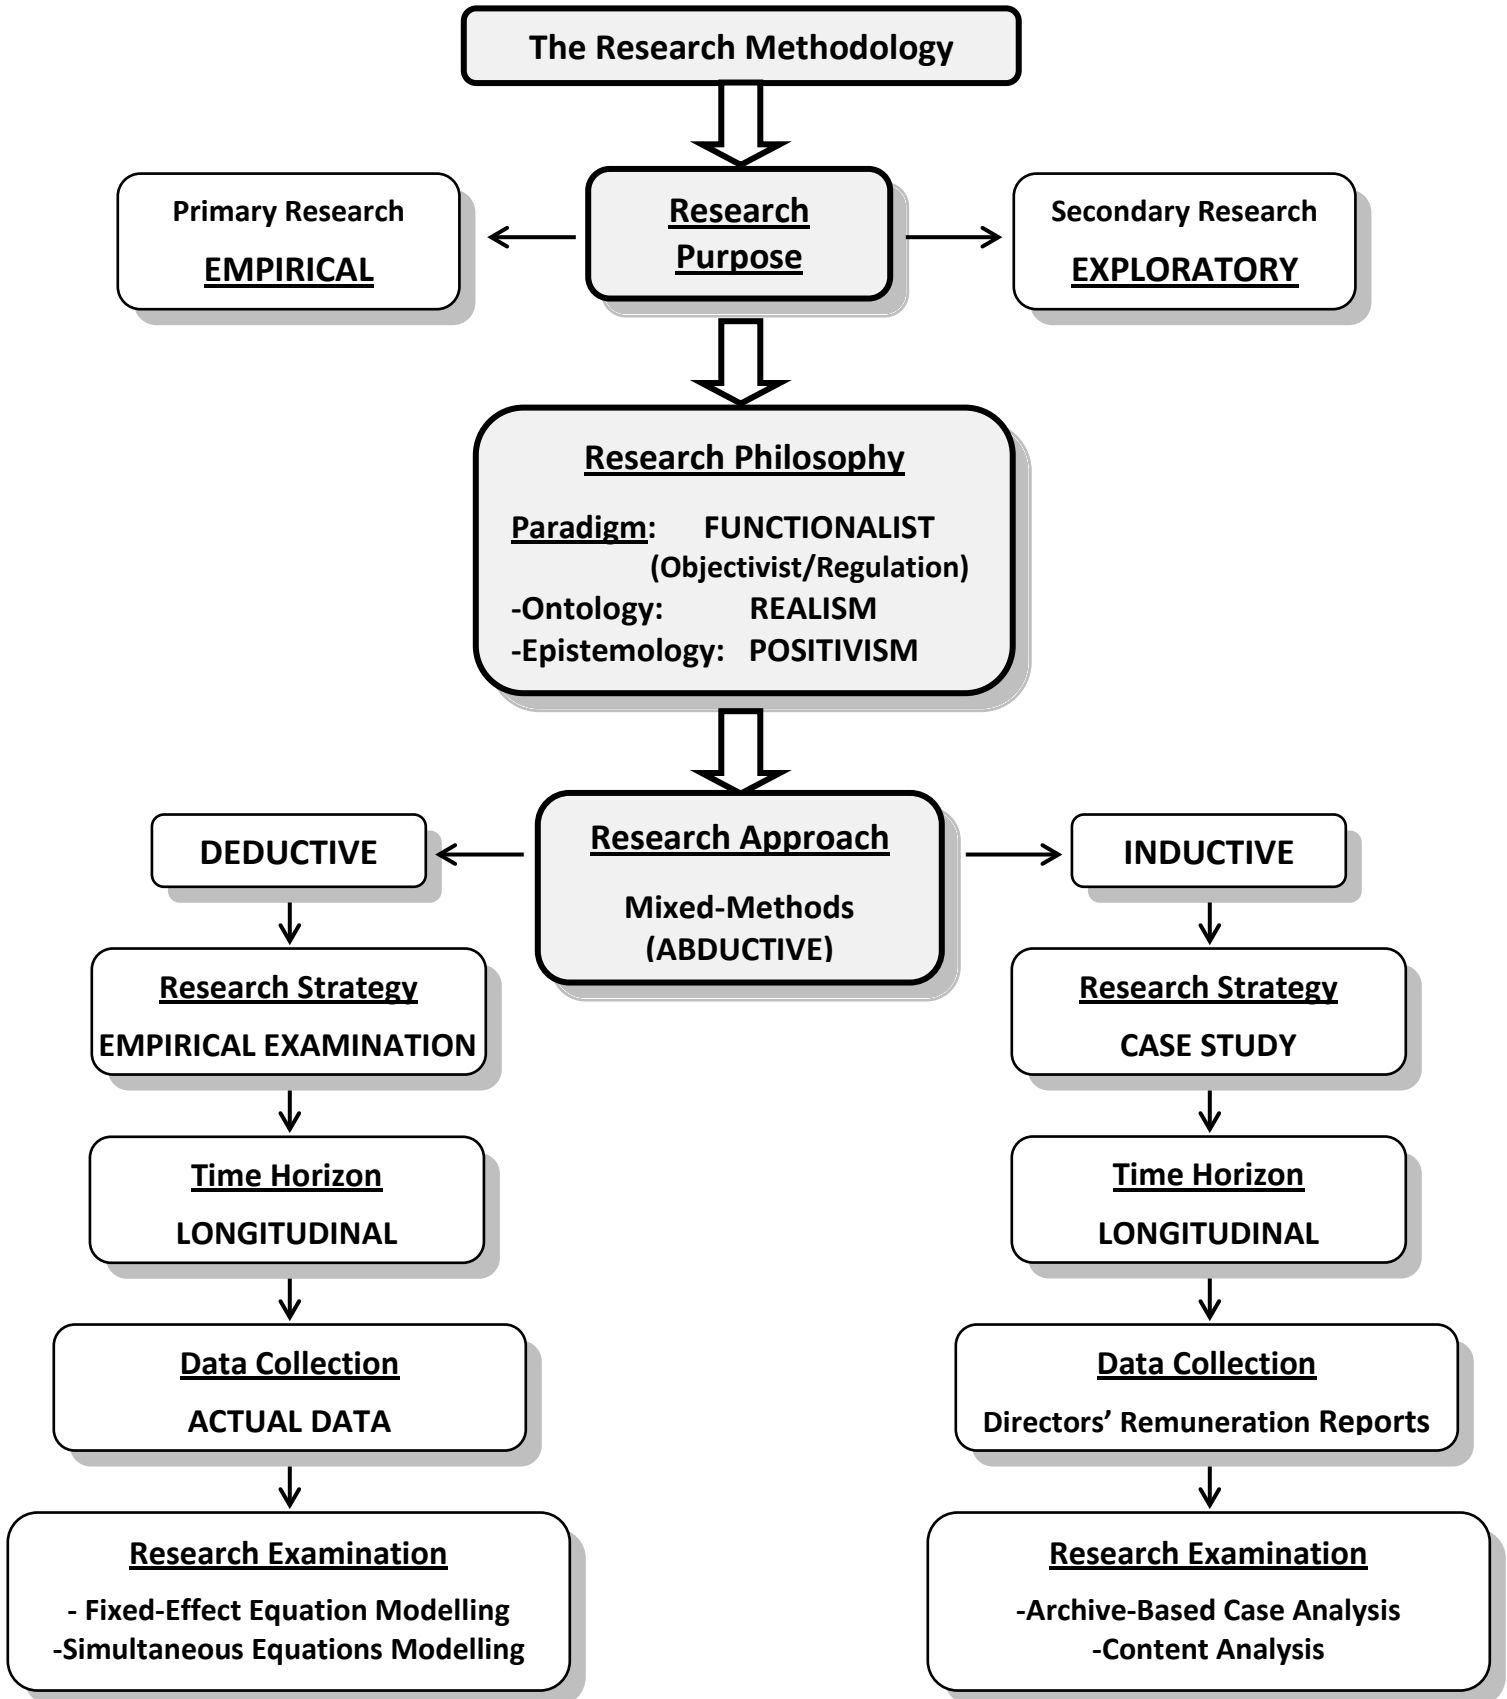 The Research Methodology
Primary Research
EMPIRICAL
Research
Purpose
Secondary Research
EXPLORATORY
Research Philosophy
Paradigm: FUNCTIONALIST
(Objectivist/Regulation)
-Ontology: REALISM
-Epistemology: POSITIVISM
DEDUCTIVE
Research Approach
Mixed-Methods
(ABDUCTIVE)
INDUCTIVE
Research Strategy
EMPIRICAL EXAMINATION
Research Strategy
CASE STUDY
Time Horizon
LONGITUDINAL
Time Horizon
LONGITUDINAL
Data Collection
ACTUAL DATA
Data Collection
Directors’ Remuneration Reports
Research Examination
- Fixed-Effect Equation Modelling
-Simultaneous Equations Modelling
Research Examination
-Archive-Based Case Analysis
-Content Analysis